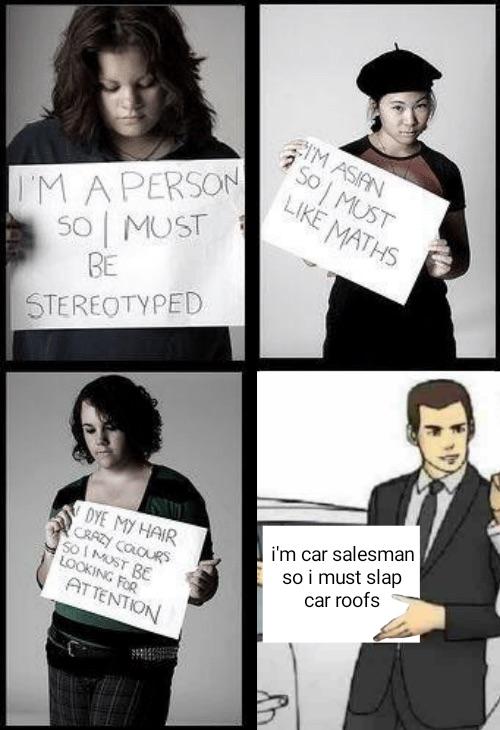 I'M A PERSON
SO I MUST
BE
STEREOTYPED
I'M ASIAN
SO I MUST
LIKE MATHS
I DYE MY HAIR
CRAZY COLOURS
SO I MUST BE
LOOKING FOR
ATTENTION
i'm car salesman
so i must slap
car roofs